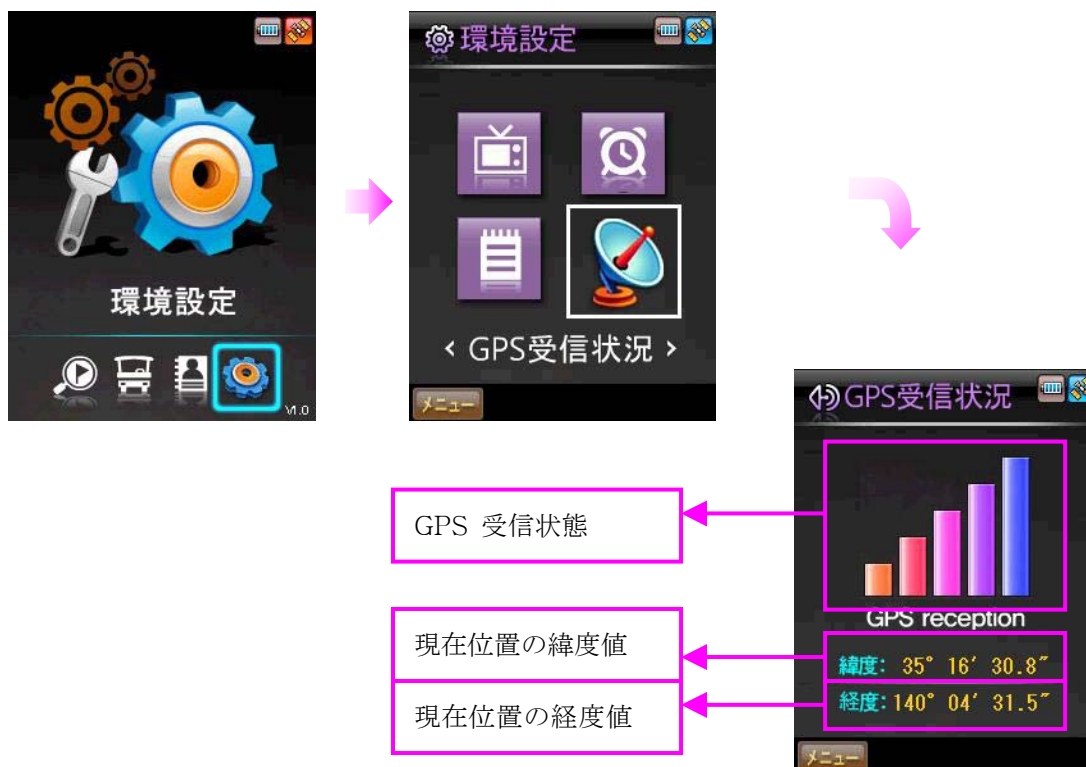 環境設定
V1.0
環境設定
< GPS受信状況 >
メニュー
GPS受信状況
GPS reception
緯度: 35° 16′ 30.8″
経度: 140° 04′ 31.5″
メニュー
GPS 受信状態
現在位置の緯度値
現在位置の経度値